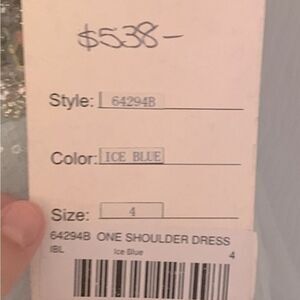 $538-
Style: 64294B
Color: ICE BLUE
Size: 4
64294B ONE SHOULDER DRESS
IBL Ice Blue 4